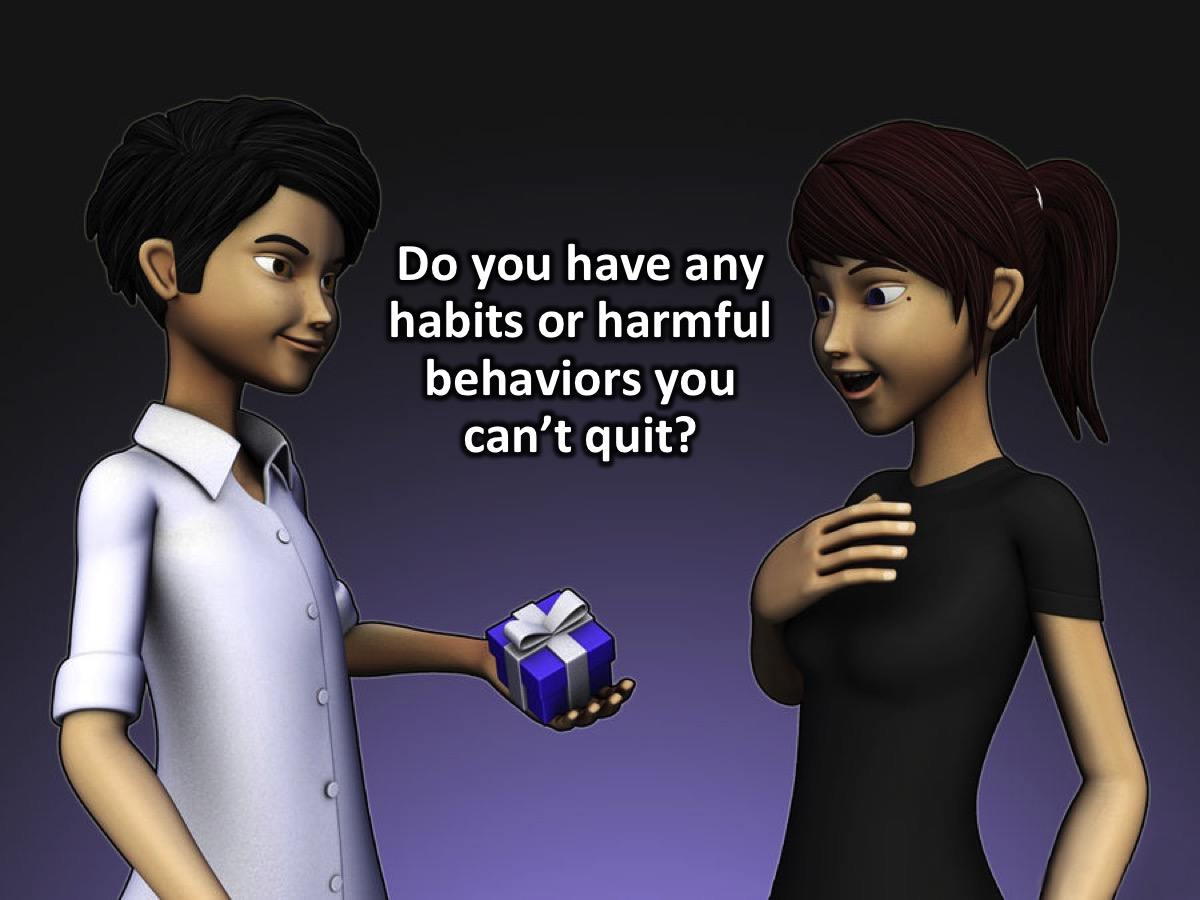 Do you have any
habits or harmful
behaviors you
can’t quit?